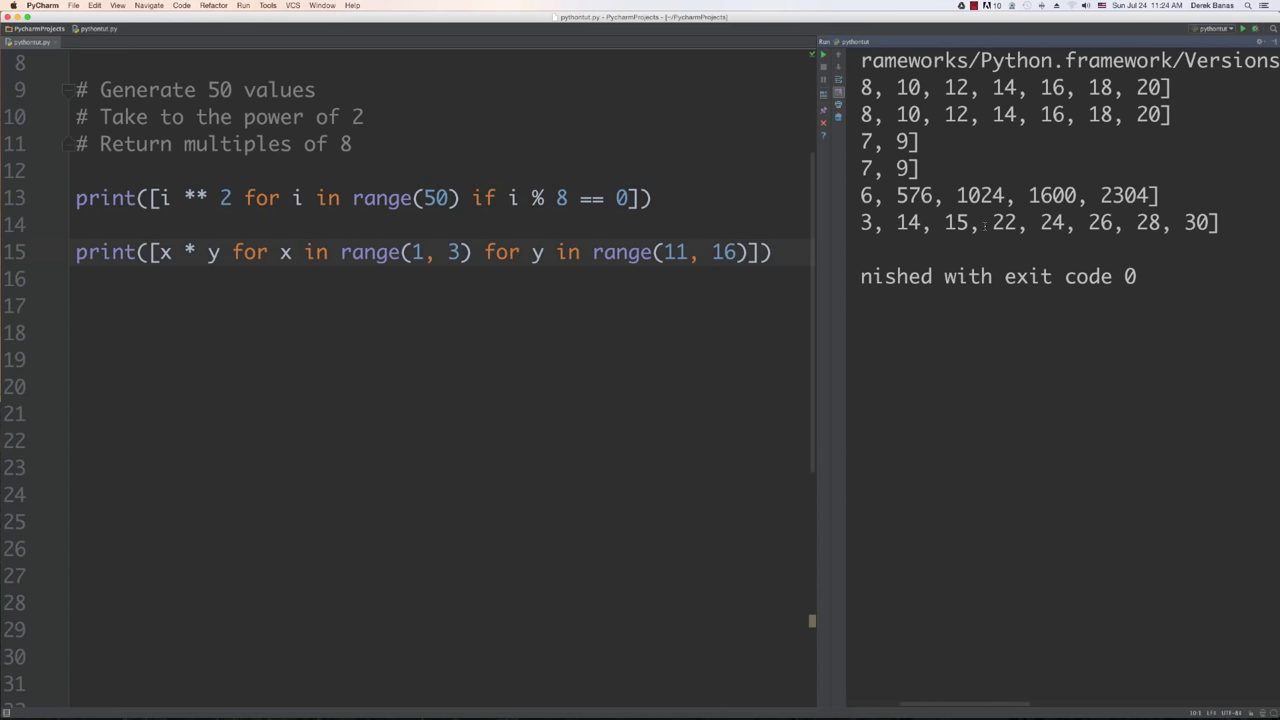 PyCharm File Edit View Navigate Code Refactor Run Tools VCS Window Help 10 Sun Jul 24 11:24 AM Derek Banas
pythontut.py - PycharmProjects - [~/PycharmProjects]
PycharmProjects pythontut.py pythontut
pythontut.py
Run pythontut
8
9 # Generate 50 values
10 # Take to the power of 2
11 # Return multiples of 8
12
13 print([i ** 2 for i in range(50) if i % 8 == 0])
14
15 print([x * y for x in range(1, 3) for y in range(11, 16)])
16
17
18
19
20
21
22
23
24
25
26
27
28
29
30
31
rameworks/Python.framework/Versions
8, 10, 12, 14, 16, 18, 20]
8, 10, 12, 14, 16, 18, 20]
7, 9]
7, 9]
6, 576, 1024, 1600, 2304]
3, 14, 15, 22, 24, 26, 28, 30]
nished with exit code 0
10:3 LF÷ UTF-8÷